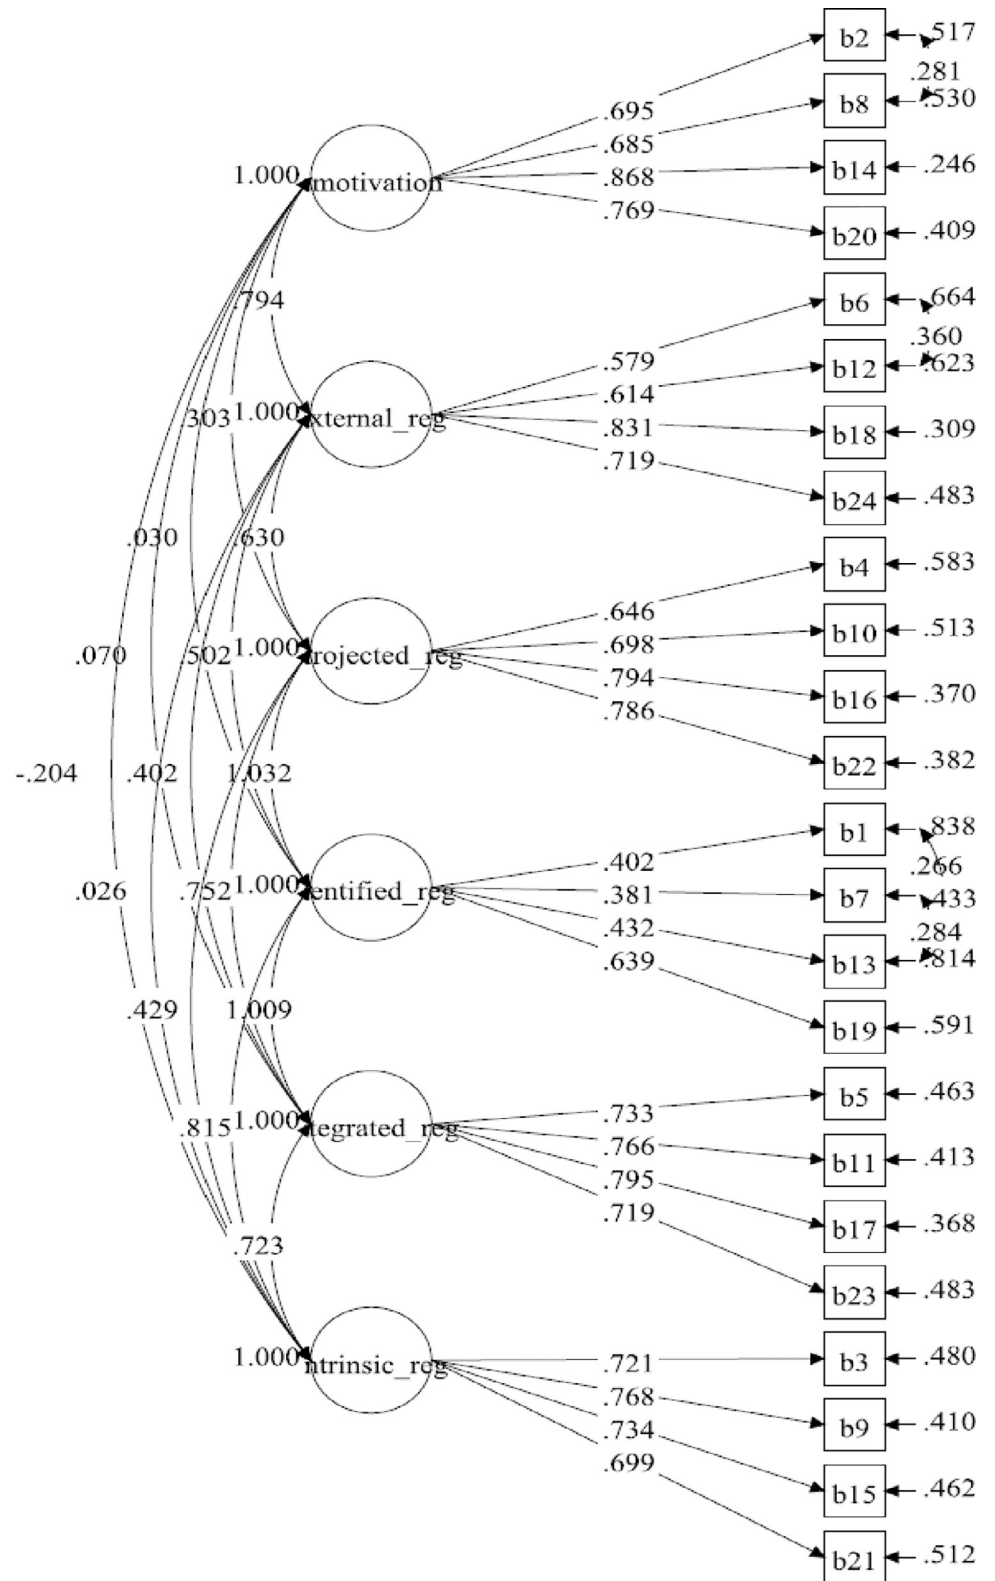 b2
.517
.281
.695
b8
.530
.685
1.000
motivation
.868
b14
.246
.769
b20
.409
.794
b6
.664
.360
.579
b12
.623
.614
.303
1.000
xternal_reg
.831
b18
.309
.719
b24
.483
.030
.630
b4
.583
.646
b10
.513
.698
.070
.502
1.000
rojected_reg
.794
b16
.370
.786
b22
.382
-.204
.402
1.032
b1
.838
.402
.266
.026
.752
1.000
entified_reg
.381
b7
.433
.432
.284
.639
b13
.814
.429
1.009
b19
.591
b5
.463
.733
.815
1.000
tegrated_reg
.766
b11
.413
.795
.719
b17
.368
.723
b23
.483
1.000
ntrinsic_reg
.721
b3
.480
.768
b9
.410
.734
.699
b15
.462
b21
.512